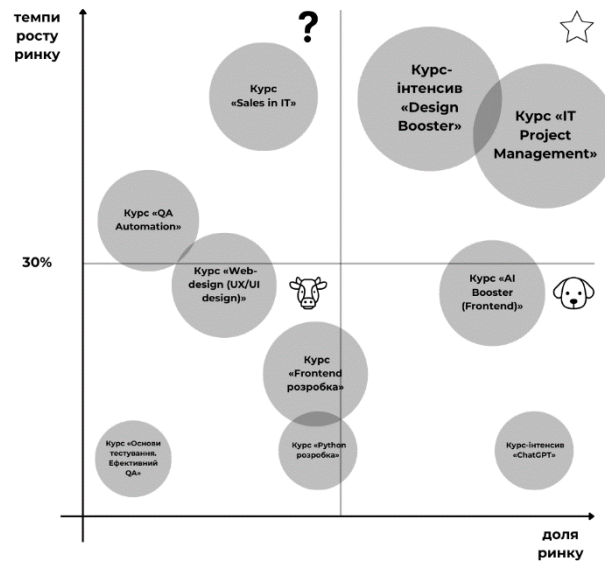 темпи
росту
ринку
?
Курс
«Sales in IT»
Курс-
інтенсив
«Design
Booster»
Курс «IT
Project
Management»
Курс «QA
Automation»
30%
Курс «Web-
design (UX/UI
design)»
Курс «AI
Booster
(Frontend)»
Курс
«Frontend
розробка»
Курс «Основи
тестування.
Ефективний
QA»
Курс «Python
розробка»
Курс-інтенсив
«ChatGPT»
доля
ринку